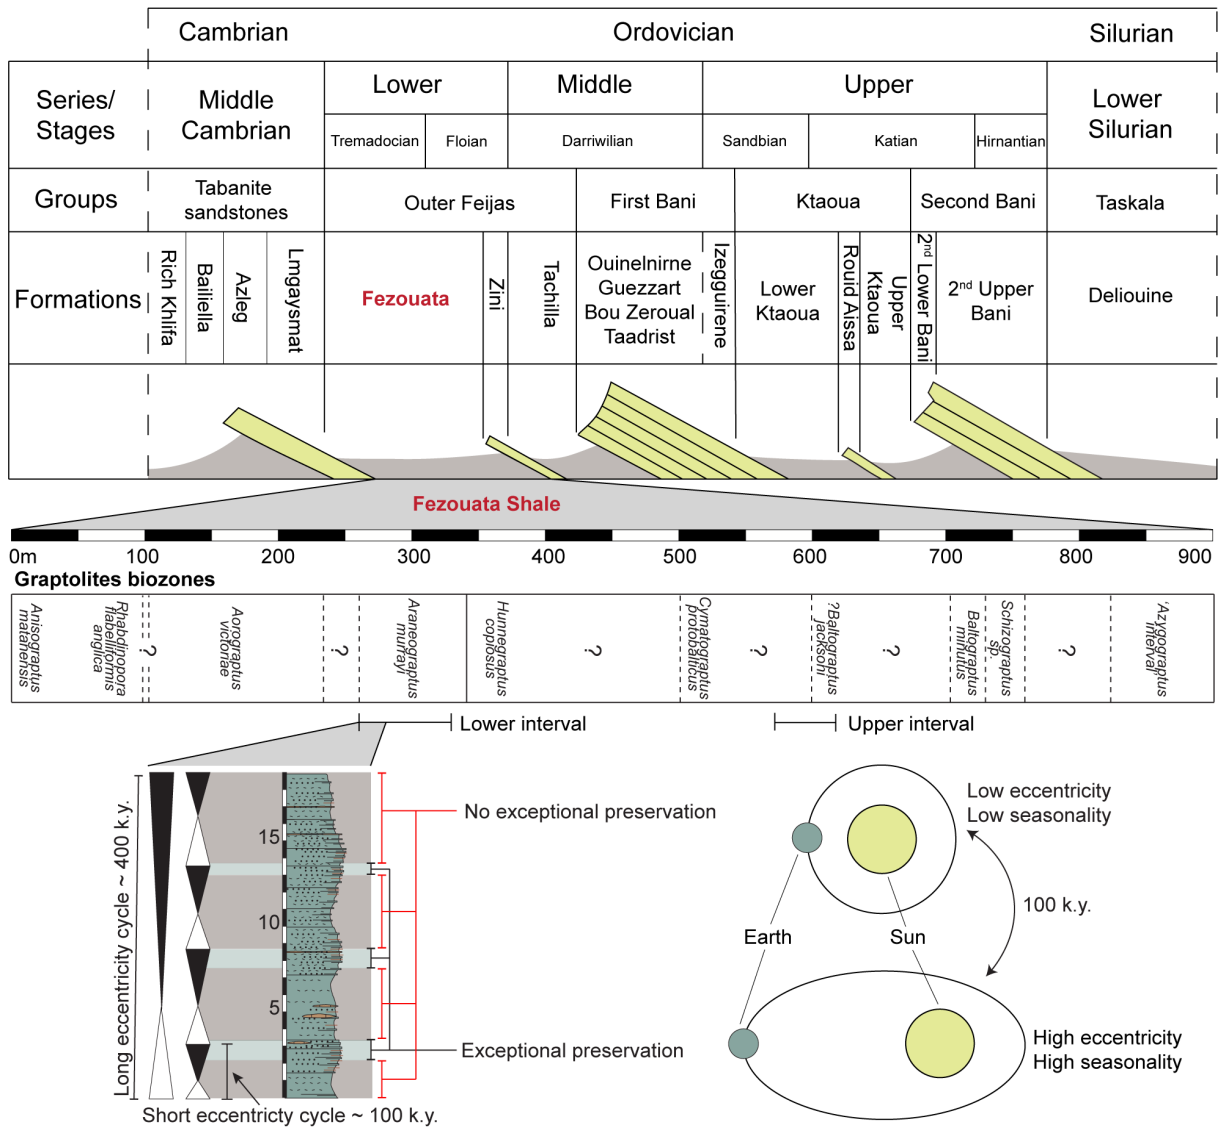 Cambrian
Ordovician
Silurian
Series/
Stages
Middle
Cambrian
Lower
Middle
Upper
Lower
Silurian
Tremadocian
Floian
Darriwilian
Sandbian
Katian
Hirnantian
Groups
Tabanite
sandstones
Outer Feijas
First Bani
Ktaoua
Second Bani
Taskala
Formations
Rich Khlifa
Bailiella
Azleg
Lmgaysmat
Fezouata
Zini
Tachilla
Ouinelnirne
Guezzart
Bou Zeroual
Taadrist
Izegguirene
Lower
Ktaoua
Rouid Aissa
Upper
Ktaoua
2nd Lower Bani
2nd Upper
Bani
Deliouine
Fezouata Shale
0m
100
200
300
400
500
600
700
800
900
Graptolites biozones
Anisograptus
matanensis
Rhabdinopora
flabelliformis
anglica
?
Aorograptus
victoriae
?
Araneograptus
murrayi
Hunnegraptus
copiosus
?
Cymatograptus
protobalticus
?
?Baltograptus
jacksoni
?
Baltograptus
minutus
Schizograptus
sp.
?
'Azygograptus
interval'
Lower interval
Upper interval
Long eccentricity cycle ~ 400 k.y.
15
10
5
No exceptional preservation
Exceptional preservation
Short eccentricty cycle ~ 100 k.y.
Low eccentricity
Low seasonality
100 k.y.
Earth
Sun
High eccentricity
High seasonality